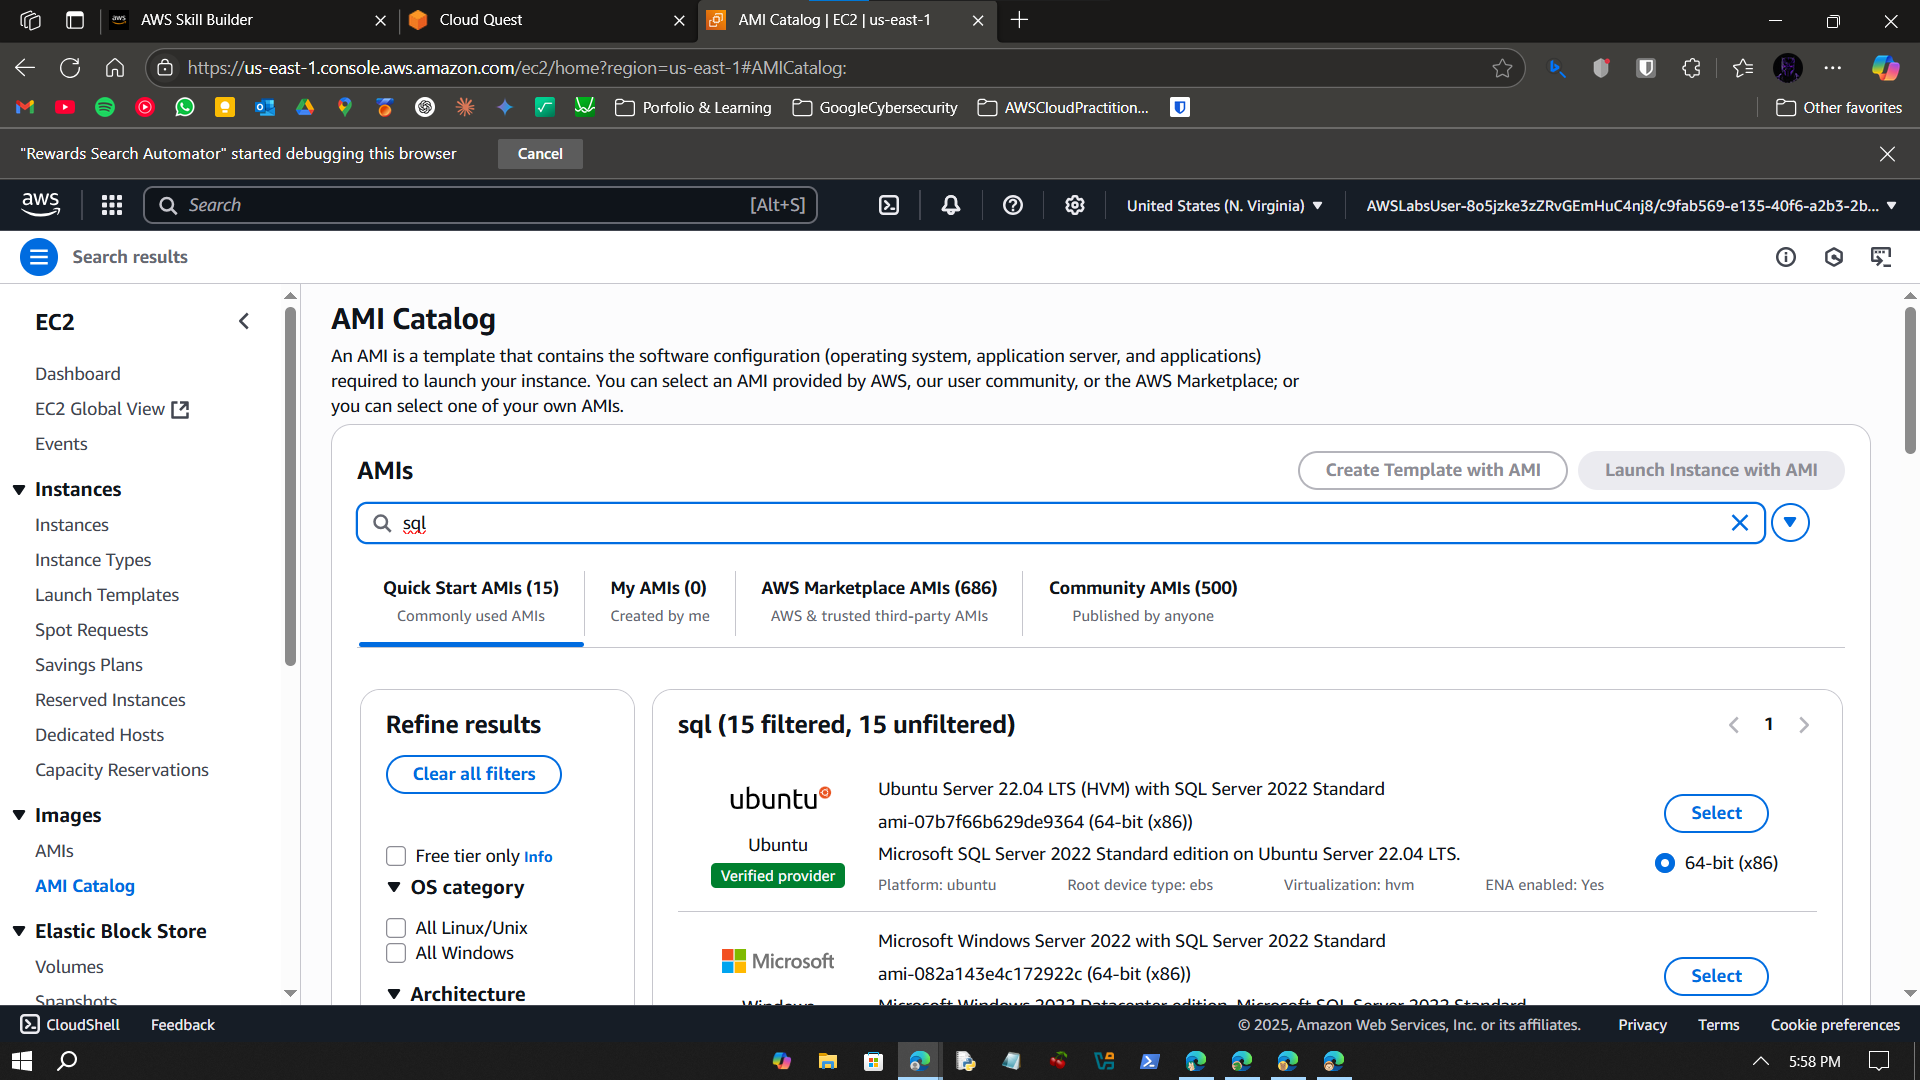 AWS Skill Builder
Cloud Quest
AMI Catalog | EC2 | us-east-1
https://us-east-1.console.aws.amazon.com/ec2/home?region=us-east-1#AMICatalog:
Porfolio & Learning
GoogleCybersecurity
AWSCloudPractition...
Other favorites
"Rewards Search Automator" started debugging this browser
Cancel
aws
Search
[Alt+S]
United States (N. Virginia)
AWSLabsUser-8o5jzke3zZRvGEmHuC4nj8/c9fab569-e135-40f6-a2b3-2b...
Search results
EC2
Dashboard
EC2 Global View
Events
Instances
Instances
Instance Types
Launch Templates
Spot Requests
Savings Plans
Reserved Instances
Dedicated Hosts
Capacity Reservations
Images
AMIs
AMI Catalog
Elastic Block Store
Volumes
Snapshots
AMI Catalog
An AMI is a template that contains the software configuration (operating system, application server, and applications)
required to launch your instance. You can select an AMI provided by AWS, our user community, or the AWS Marketplace; or
you can select one of your own AMIs.
AMIs
Create Template with AMI
Launch Instance with AMI
sql
Quick Start AMIs (15)
Commonly used AMIs
My AMIs (0)
Created by me
AWS Marketplace AMIs (686)
AWS & trusted third-party AMIs
Community AMIs (500)
Published by anyone
Refine results
Clear all filters
Free tier only Info
OS category
All Linux/Unix
All Windows
Architecture
sql (15 filtered, 15 unfiltered)
1
ubuntu
Ubuntu
Verified provider
Ubuntu Server 22.04 LTS (HVM) with SQL Server 2022 Standard
ami-07b7f66b629de9364 (64-bit (x86))
Microsoft SQL Server 2022 Standard edition on Ubuntu Server 22.04 LTS.
Platform: ubuntu
Root device type: ebs
Virtualization: hvm
ENA enabled: Yes
Select
64-bit (x86)
Microsoft
Windows
Microsoft Windows Server 2022 with SQL Server 2022 Standard
ami-082a143e4c172922c (64-bit (x86))
Microsoft Windows 2022 Datacenter edition, Microsoft SQL Server 2022 Standard
Select
CloudShell
Feedback
© 2025, Amazon Web Services, Inc. or its affiliates.
Privacy
Terms
Cookie preferences
5:58 PM